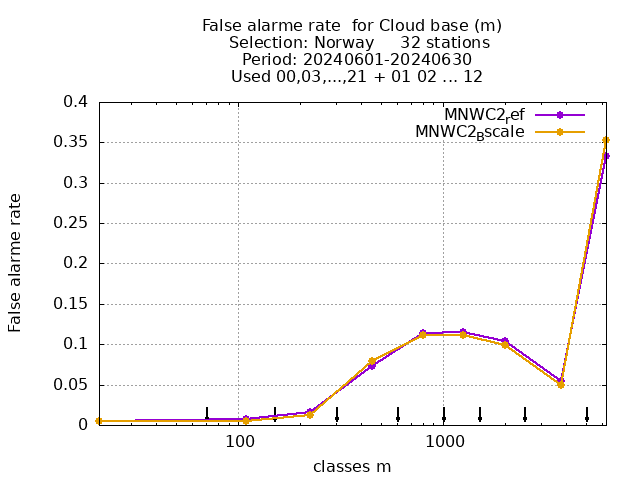 False alarme rate  for Cloud base (m)
Selection: Norway     32 stations
Period: 20240601-20240630
Used 00,03,...,21 + 01 02 ... 12
MNWC2_ref
MNWC2_Bscale
0.4
0.35
0.3
0.25
0.2
0.15
0.1
0.05
0
False alarme rate
100
1000
classes m